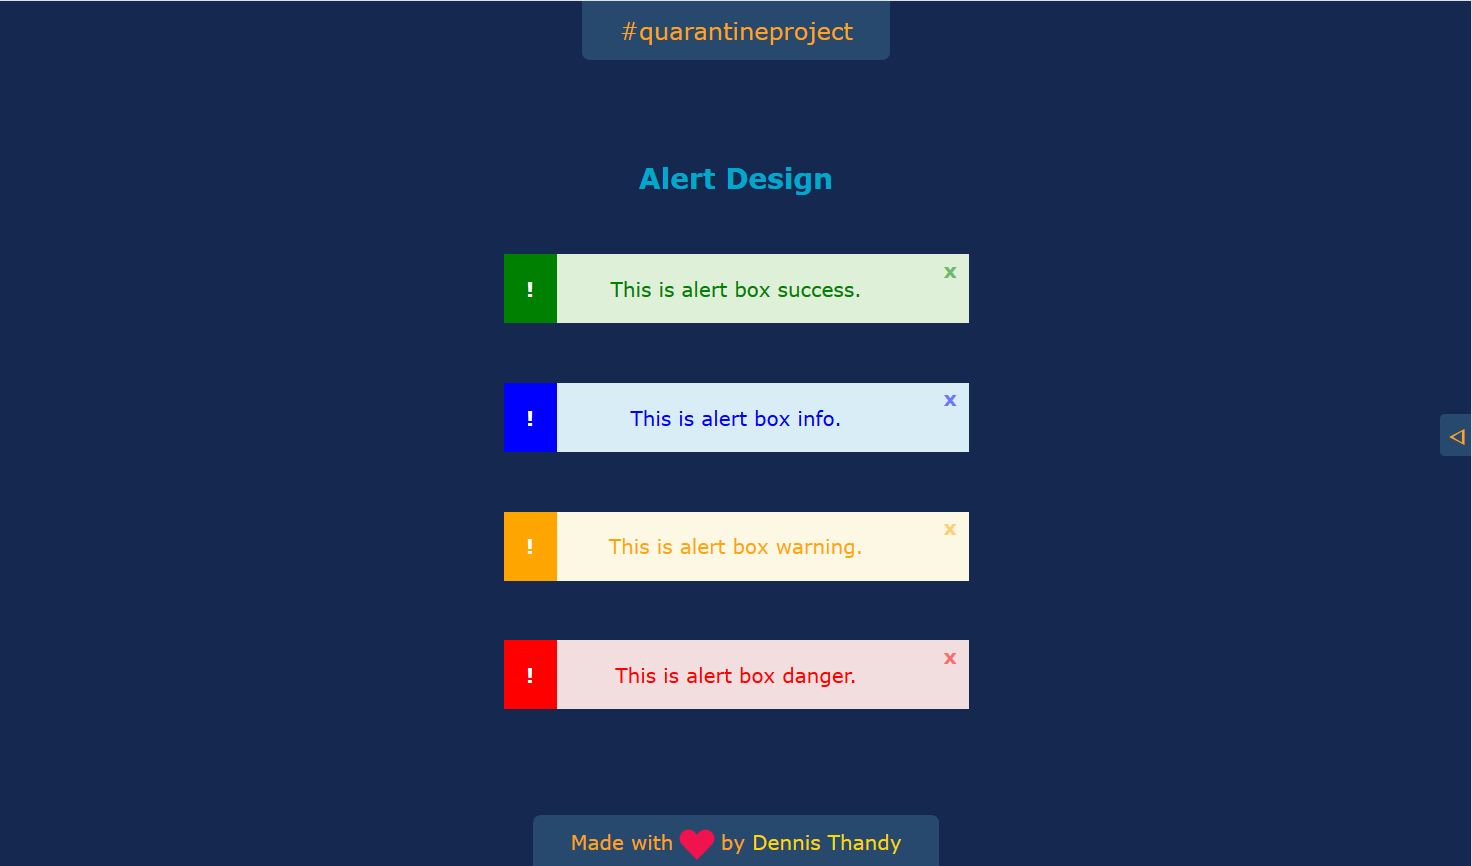 #quarantineproject
Alert Design
! This is alert box success. x
! This is alert box info. x
! This is alert box warning. x
! This is alert box danger. x
Made with by Dennis Thandy